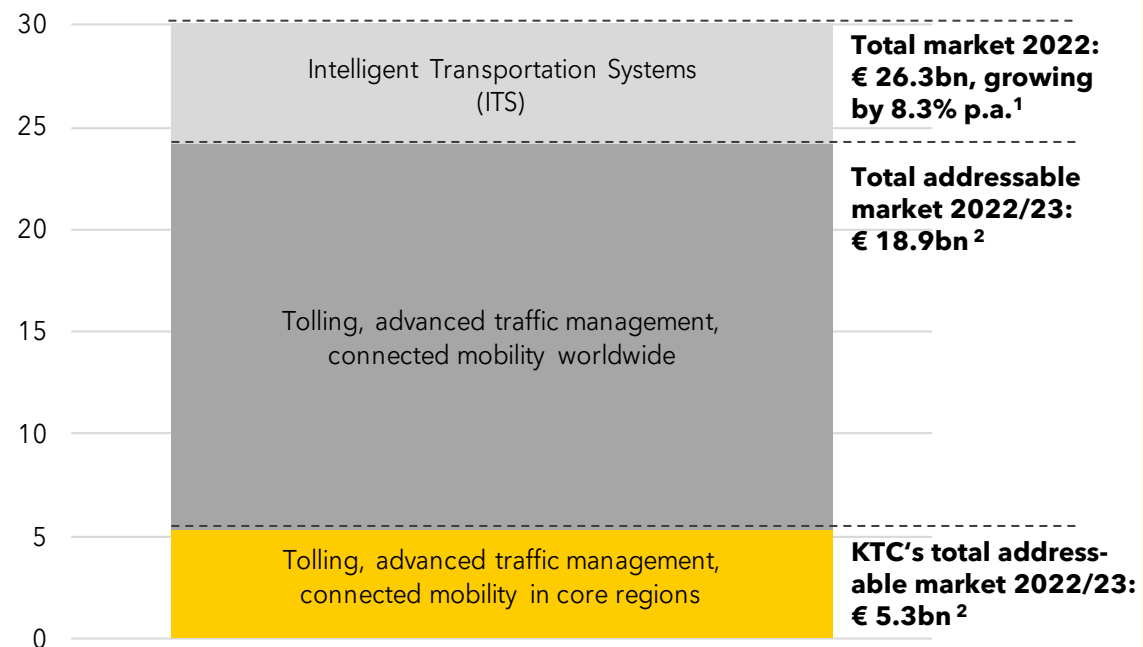 30
25
20
15
10
5
0
Intelligent Transportation Systems
(ITS)
Tolling, advanced traffic management,
connected mobility worldwide
Tolling, advanced traffic management,
connected mobility in core regions
Total market 2022:
€ 26.3bn, growing
by 8.3% p.a.¹
Total addressable
market 2022/23:
€ 18.9bn ²
KTC‘s total address-
able market 2022/23:
€ 5.3bn ²